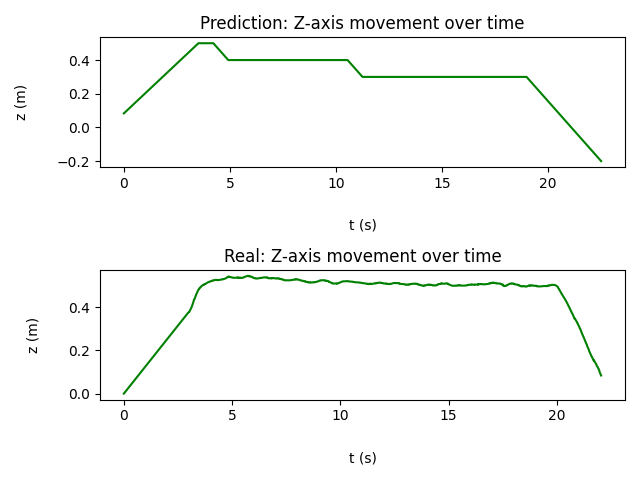 Prediction: Z-axis movement over time
0.4
0.2
0.0
−0.2
z (m)
0 5 10 15 20
t (s)
Real: Z-axis movement over time
0.4
0.2
0.0
z (m)
0 5 10 15 20
t (s)